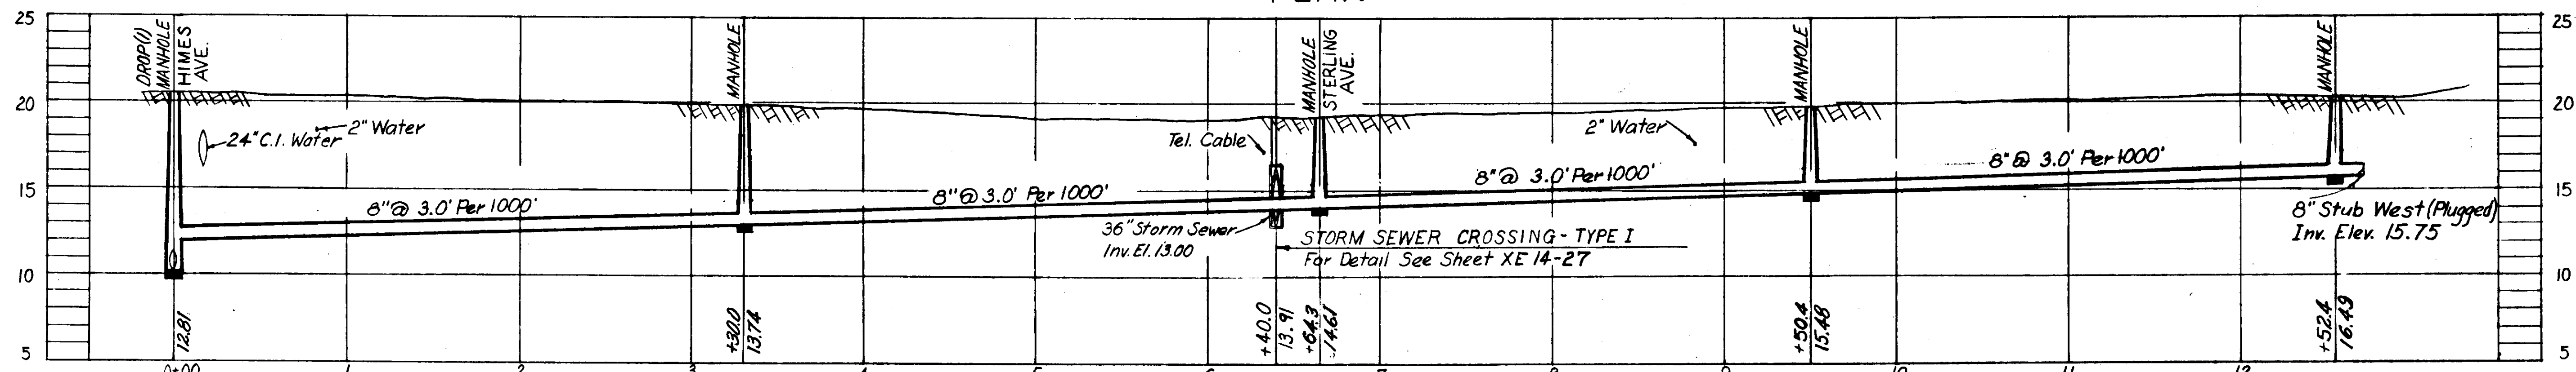 25
20
15
10
5
DROP(1)
MANHOLE
HIMES
AVE.
MANHOLE
MANHOLE
STERLING
AVE.
MANHOLE
MANHOLE
25
20
15
10
5
24" C.I. Water
2" Water
Tel. Cable
2" Water
8" @ 3.0' Per 1000'
8" @ 3.0' Per 1000'
8" @ 3.0' Per 1000'
8" @ 3.0' Per 1000'
36" Storm Sewer
Inv. El. 13.00
STORM SEWER CROSSING - TYPE I
For Detail See Sheet XE 14-27
8" Stub West (Plugged)
Inv. Elev. 15.75
12.81
+30.0
13.74
+40.0
13.91
+64.3
14.61
+50.4
15.48
+52.4
16.49
0+00
1
2
3
5
6
7
8
9
10
11
12